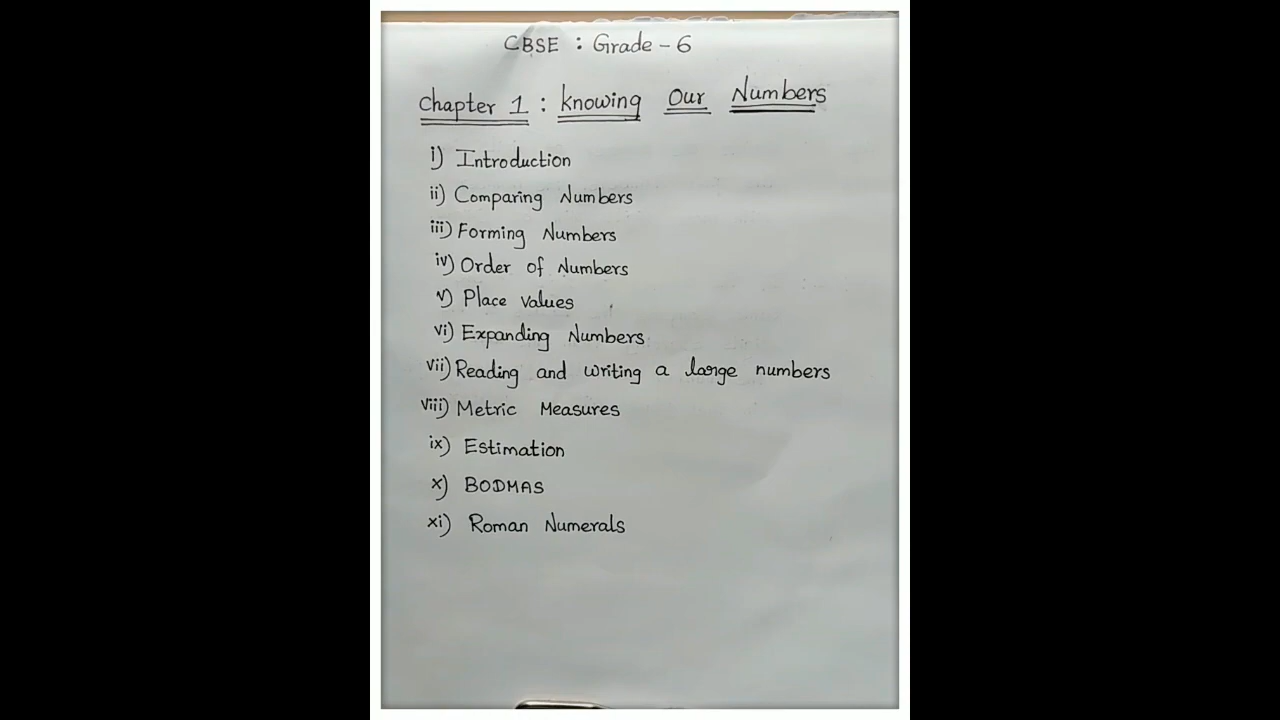 CBSE : Grade - 6
Chapter 1 : Knowing Our Numbers
i) Introduction
ii) Comparing Numbers
iii) Forming Numbers
iv) Order of Numbers
v) Place values
vi) Expanding Numbers
vii) Reading and writing a large numbers
viii) Metric Measures
ix) Estimation
x) BODMAS
xi) Roman Numerals